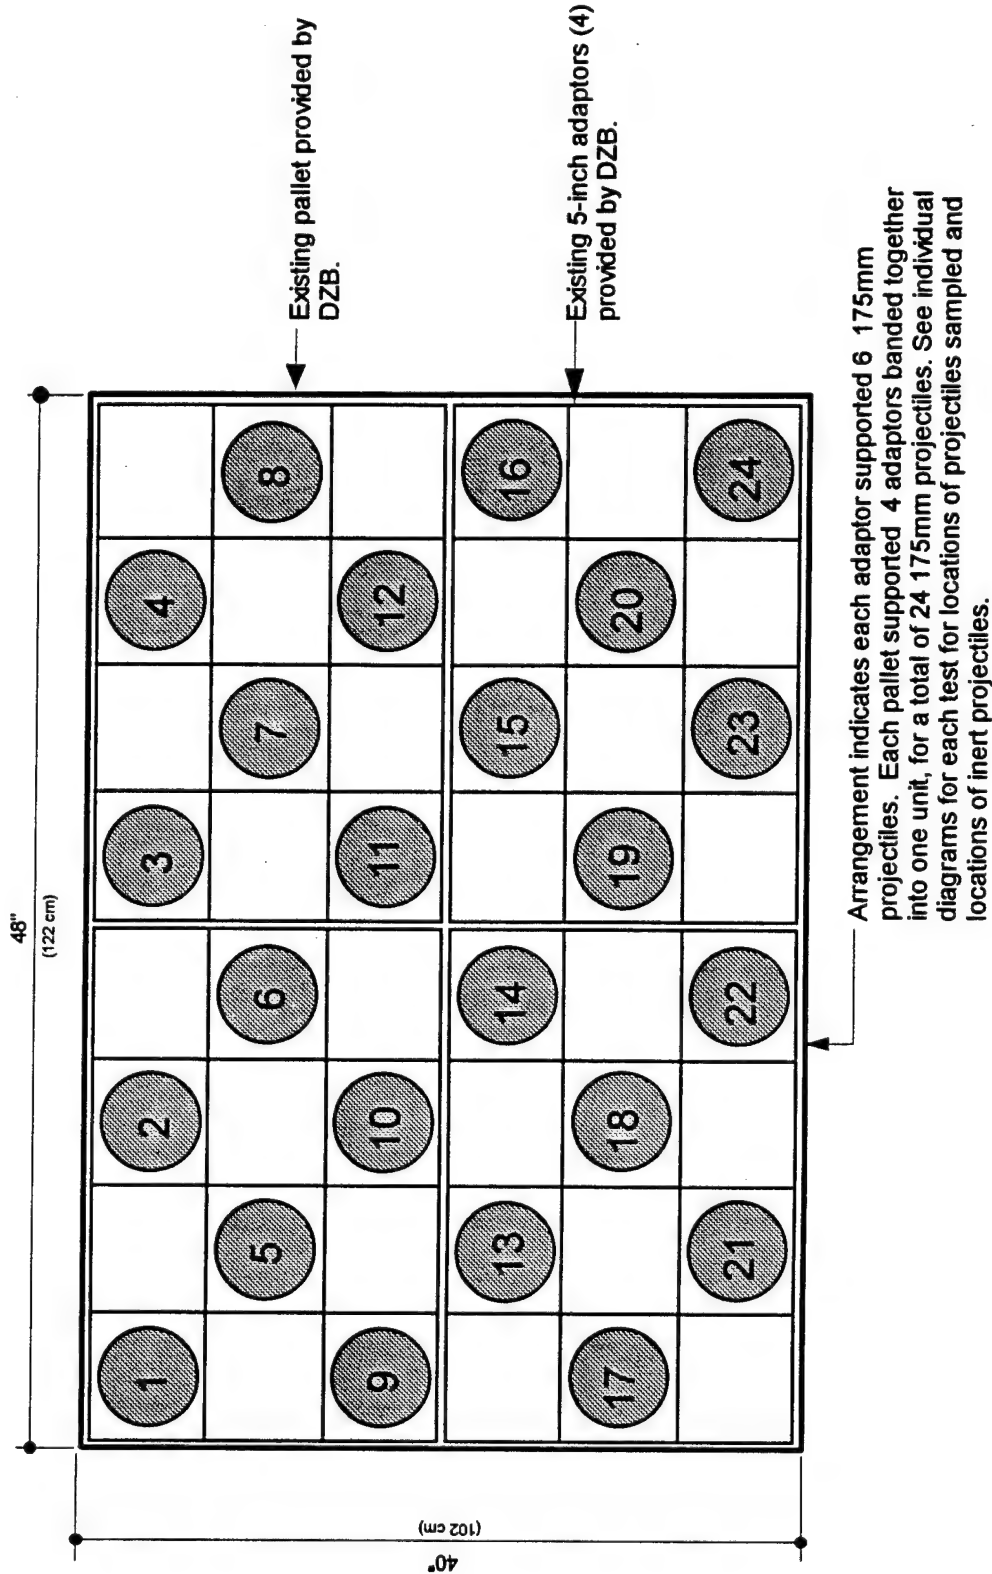 48"
(122 cm)
40"
(102 cm)
1
2
3
4
5
6
7
8
9
10
11
12
13
14
15
16
17
18
19
20
21
22
23
24
Existing pallet provided by
DZB.
Existing 5-inch adaptors (4)
provided by DZB.
Arrangement indicates each adaptor supported 6 175mm
projectiles. Each pallet supported 4 adaptors banded together
into one unit, for a total of 24 175mm projectiles. See individual
diagrams for each test for locations of projectiles sampled and
locations of inert projectiles.